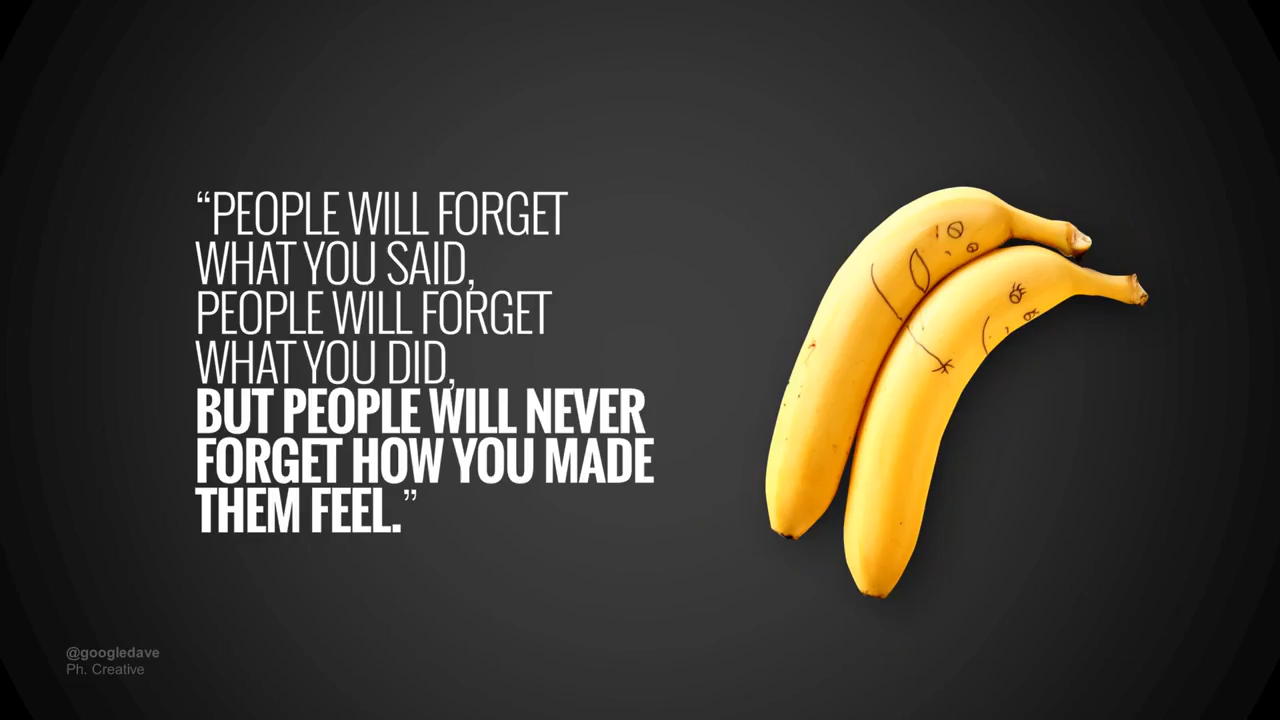 “PEOPLE WILL FORGET
WHAT YOU SAID,
PEOPLE WILL FORGET
WHAT YOU DID,
BUT PEOPLE WILL NEVER
FORGET HOW YOU MADE
THEM FEEL.”
@googledave
Ph. Creative